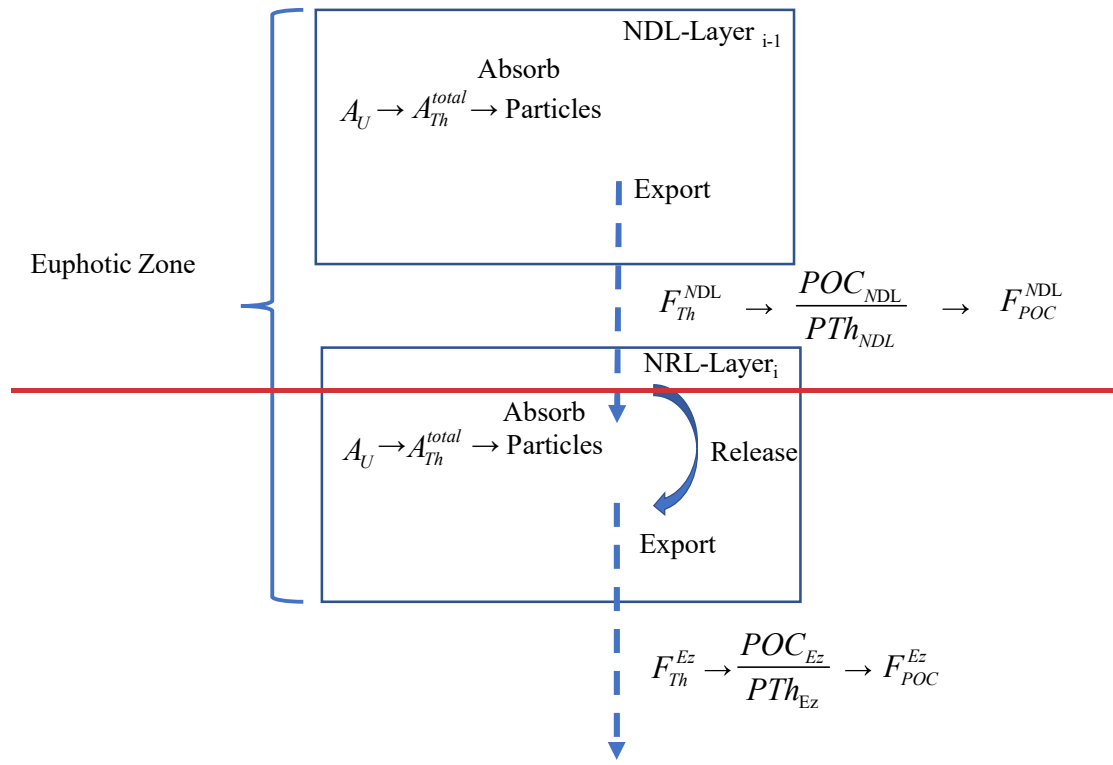 NDL-Layer i-1
Absorb
A_U → A_Th^total → Particles
Export
Euphotic Zone
F_Th^NDL → POC_NDL / PTh_NDL → F_POC^NDL
NRL-Layer i
Absorb
A_U → A_Th^total → Particles
Release
Export
F_Th^Ez → POC_Ez / PTh_Ez → F_POC^Ez